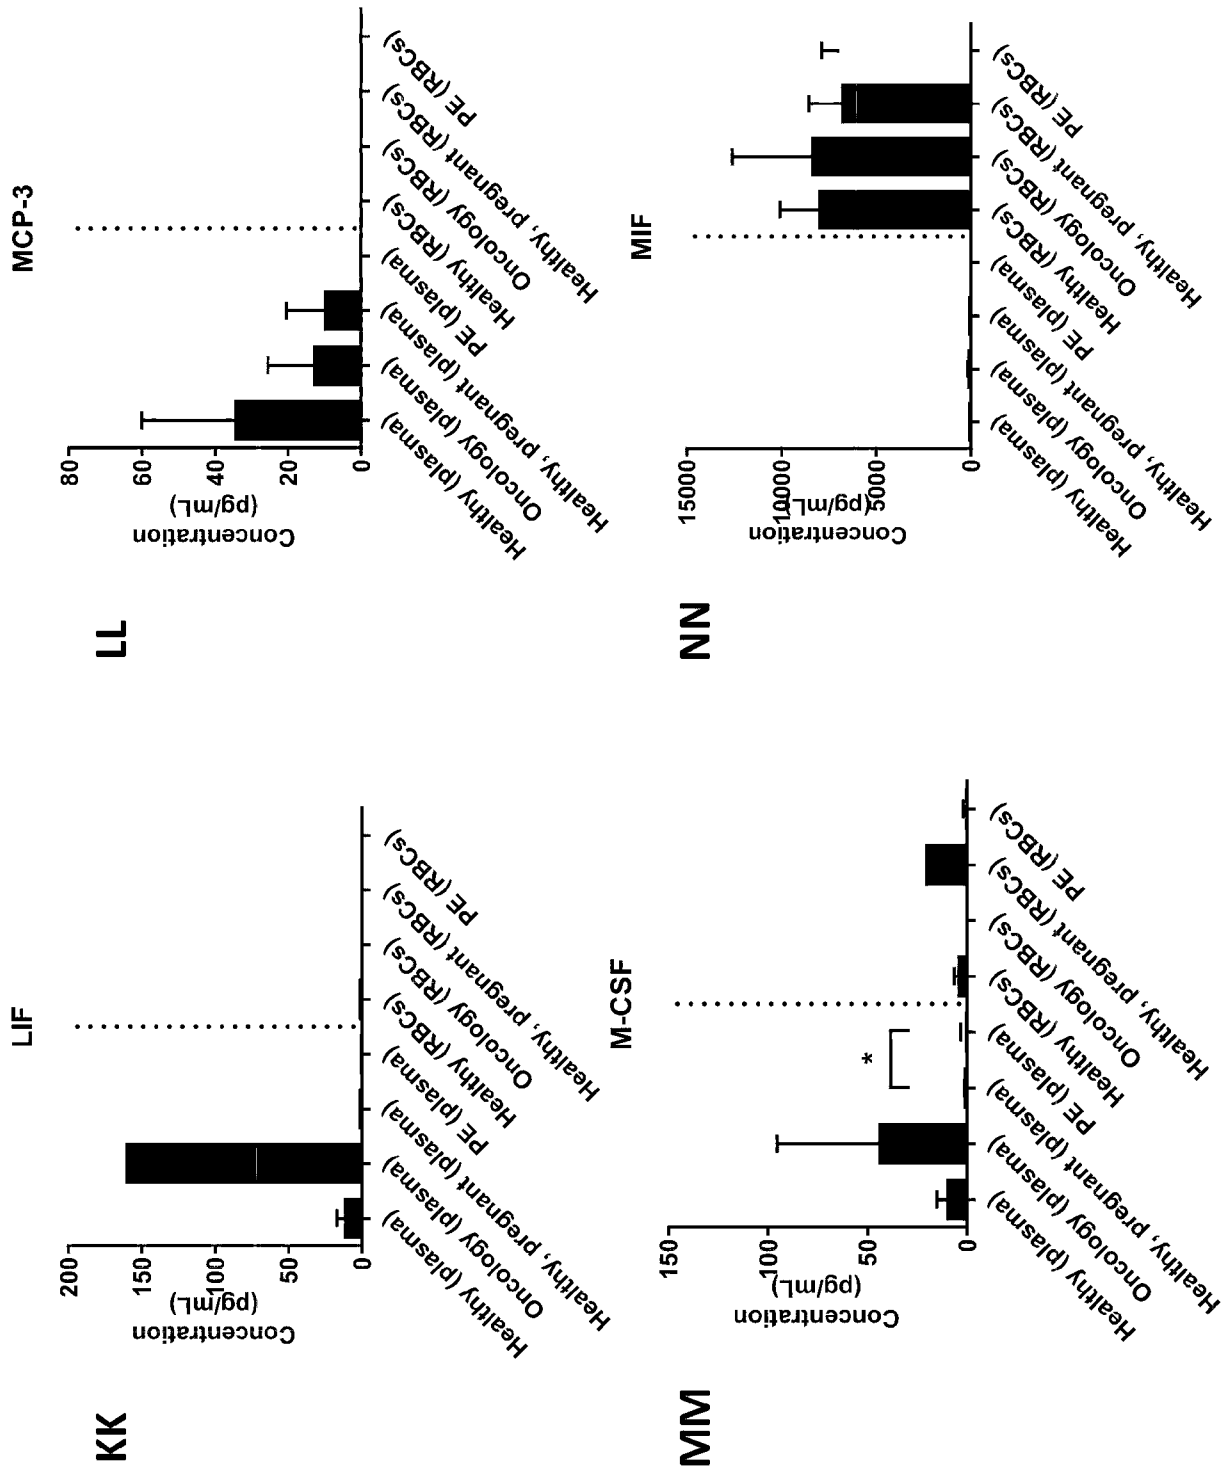 KK
LIF
Concentration
(pg/mL)
200
150
100
50
0
Healthy (plasma)
Oncology (plasma)
Healthy, pregnant (plasma)
PE (plasma)
Healthy (RBCs)
Oncology (RBCs)
Healthy, pregnant (RBCs)
PE (RBCs)
LL
MCP-3
Concentration
(pg/mL)
80
60
40
20
0
Healthy (plasma)
Oncology (plasma)
Healthy, pregnant (plasma)
PE (plasma)
Healthy (RBCs)
Oncology (RBCs)
Healthy, pregnant (RBCs)
PE (RBCs)
MM
M-CSF
Concentration
(pg/mL)
150
100
50
0
*
Healthy (plasma)
Oncology (plasma)
Healthy, pregnant (plasma)
PE (plasma)
Healthy (RBCs)
Oncology (RBCs)
Healthy, pregnant (RBCs)
PE (RBCs)
NN
MIF
Concentration
(pg/mL)
15000
10000
5000
0
Healthy (plasma)
Oncology (plasma)
Healthy, pregnant (plasma)
PE (plasma)
Healthy (RBCs)
Oncology (RBCs)
Healthy, pregnant (RBCs)
PE (RBCs)